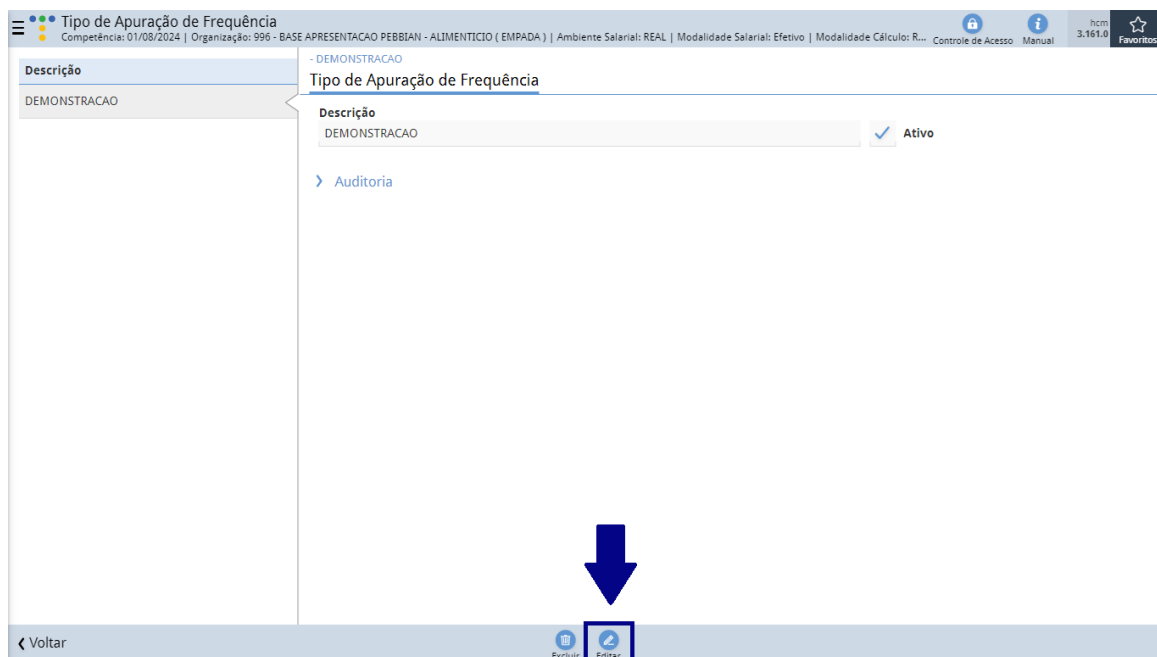 Tipo de Apuração de Frequência
Competência: 01/08/2024 | Organização: 996 - BASE APRESENTACAO PEBBIAN - ALIMENTICIO ( EMPADA ) | Ambiente Salarial: REAL | Modalidade Salarial: Efetivo | Modalidade Cálculo: R...
Controle de Acesso
Manual
hcm
3.161.0
Favoritos
Descrição
DEMONSTRACAO
- DEMONSTRACAO
Tipo de Apuração de Frequência
Descrição
DEMONSTRACAO
Ativo
Auditoria
Voltar
Excluir
Editar